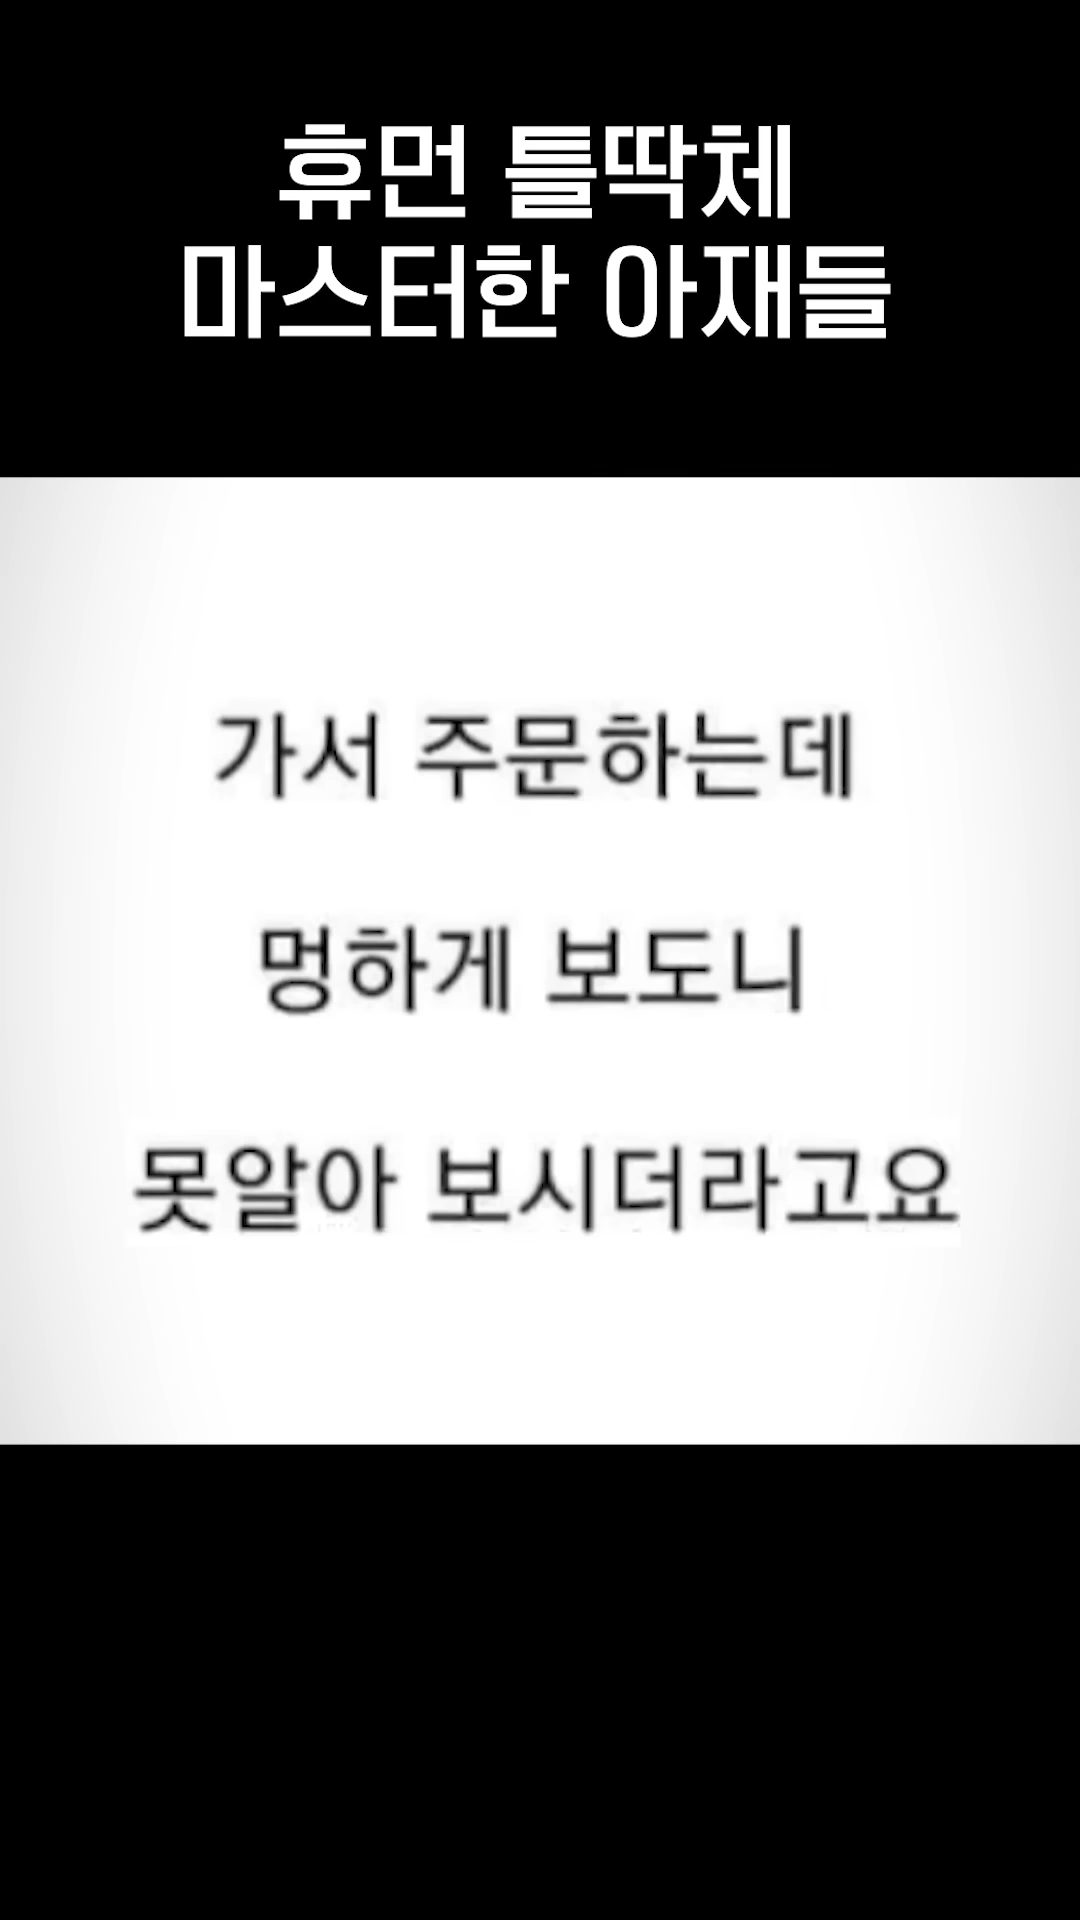 휴먼 틀딱체
마스터한 아재들
가서 주문하는데
멍하게 보도니
못알아 보시더라고요